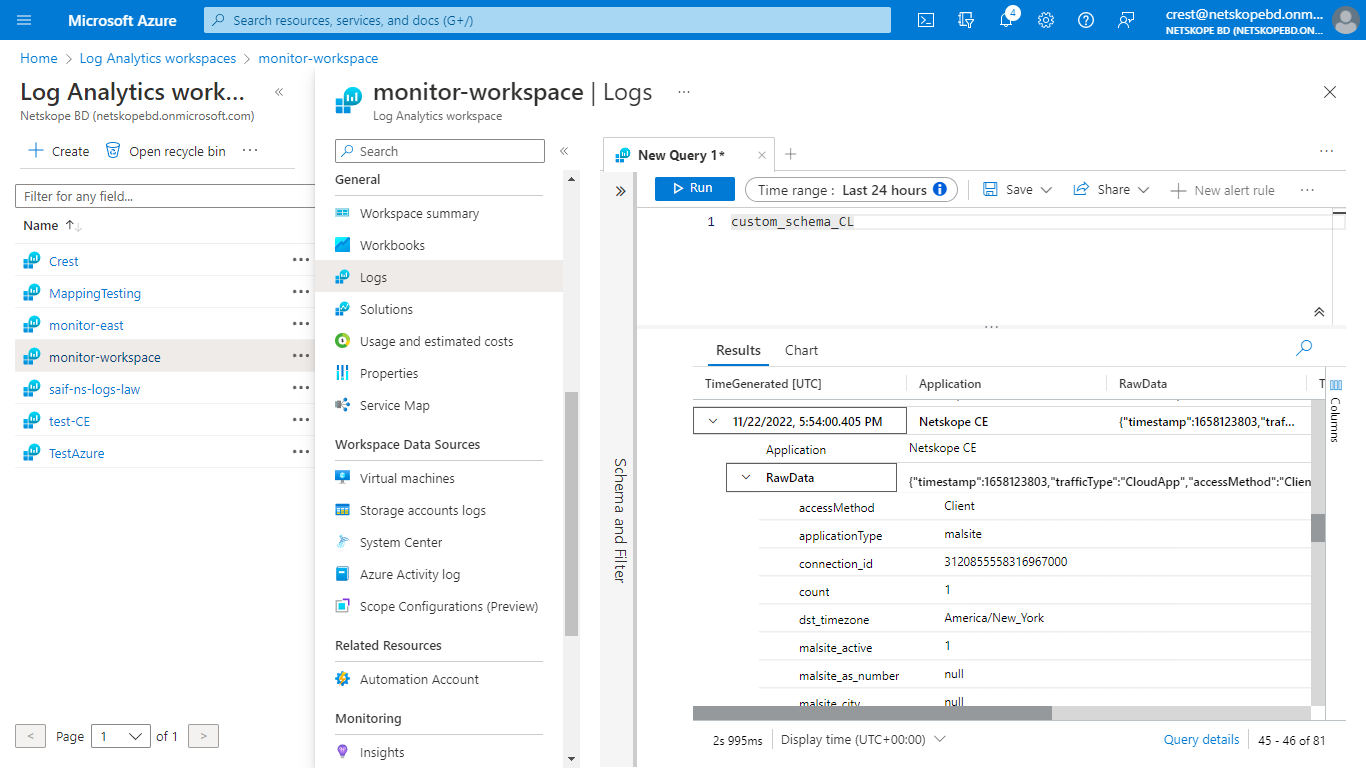 Microsoft Azure
Search resources, services, and docs (G+/)
4
crest@netskopebd.onm...
NETSKOPE BD (NETSKOPEBD.ON...
Home > Log Analytics workspaces > monitor-workspace
Log Analytics work...
Netskope BD (netskopebd.onmicrosoft.com)
+ Create
Open recycle bin
...
Filter for any field...
Name ↑↓
Crest
MappingTesting
monitor-east
monitor-workspace
saif-ns-logs-law
test-CE
TestAzure
< Page 1 of 1 >
monitor-workspace | Logs ...
Log Analytics workspace
Search
General
Workspace summary
Workbooks
Logs
Solutions
Usage and estimated costs
Properties
Service Map
Workspace Data Sources
Virtual machines
Storage accounts logs
System Center
Azure Activity log
Scope Configurations (Preview)
Related Resources
Automation Account
Monitoring
Insights
New Query 1*
Run
Time range : Last 24 hours
Save
Share
New alert rule
...
1 custom_schema_CL
Schema and Filter
Results
Chart
TimeGenerated [UTC] Application RawData T
Columns
11/22/2022, 5:54:00.405 PM Netskope CE {"timestamp":1658123803,"traf...
Application Netskope CE
RawData {"timestamp":1658123803,"trafficType":"CloudApp","accessMethod":"Clien
accessMethod Client
applicationType malsite
connection_id 3120855558316967000
count 1
dst_timezone America/New_York
malsite_active 1
malsite_as_number null
malsite_city null
2s 995ms
Display time (UTC+00:00)
Query details
45 - 46 of 81